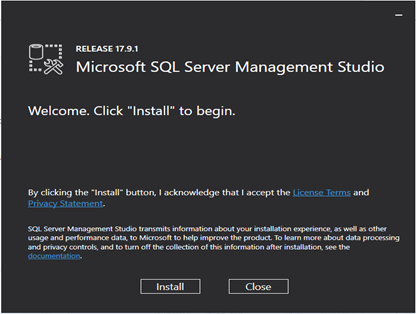 RELEASE 17.9.1
Microsoft SQL Server Management Studio
Welcome. Click "Install" to begin.
By clicking the "Install" button, I acknowledge that I accept the License Terms and
Privacy Statement.
SQL Server Management Studio transmits information about your installation experience, as well as other
usage and performance data, to Microsoft to help improve the product. To learn more about data processing
and privacy controls, and to turn off the collection of this information after installation, see the
documentation.
Install
Close